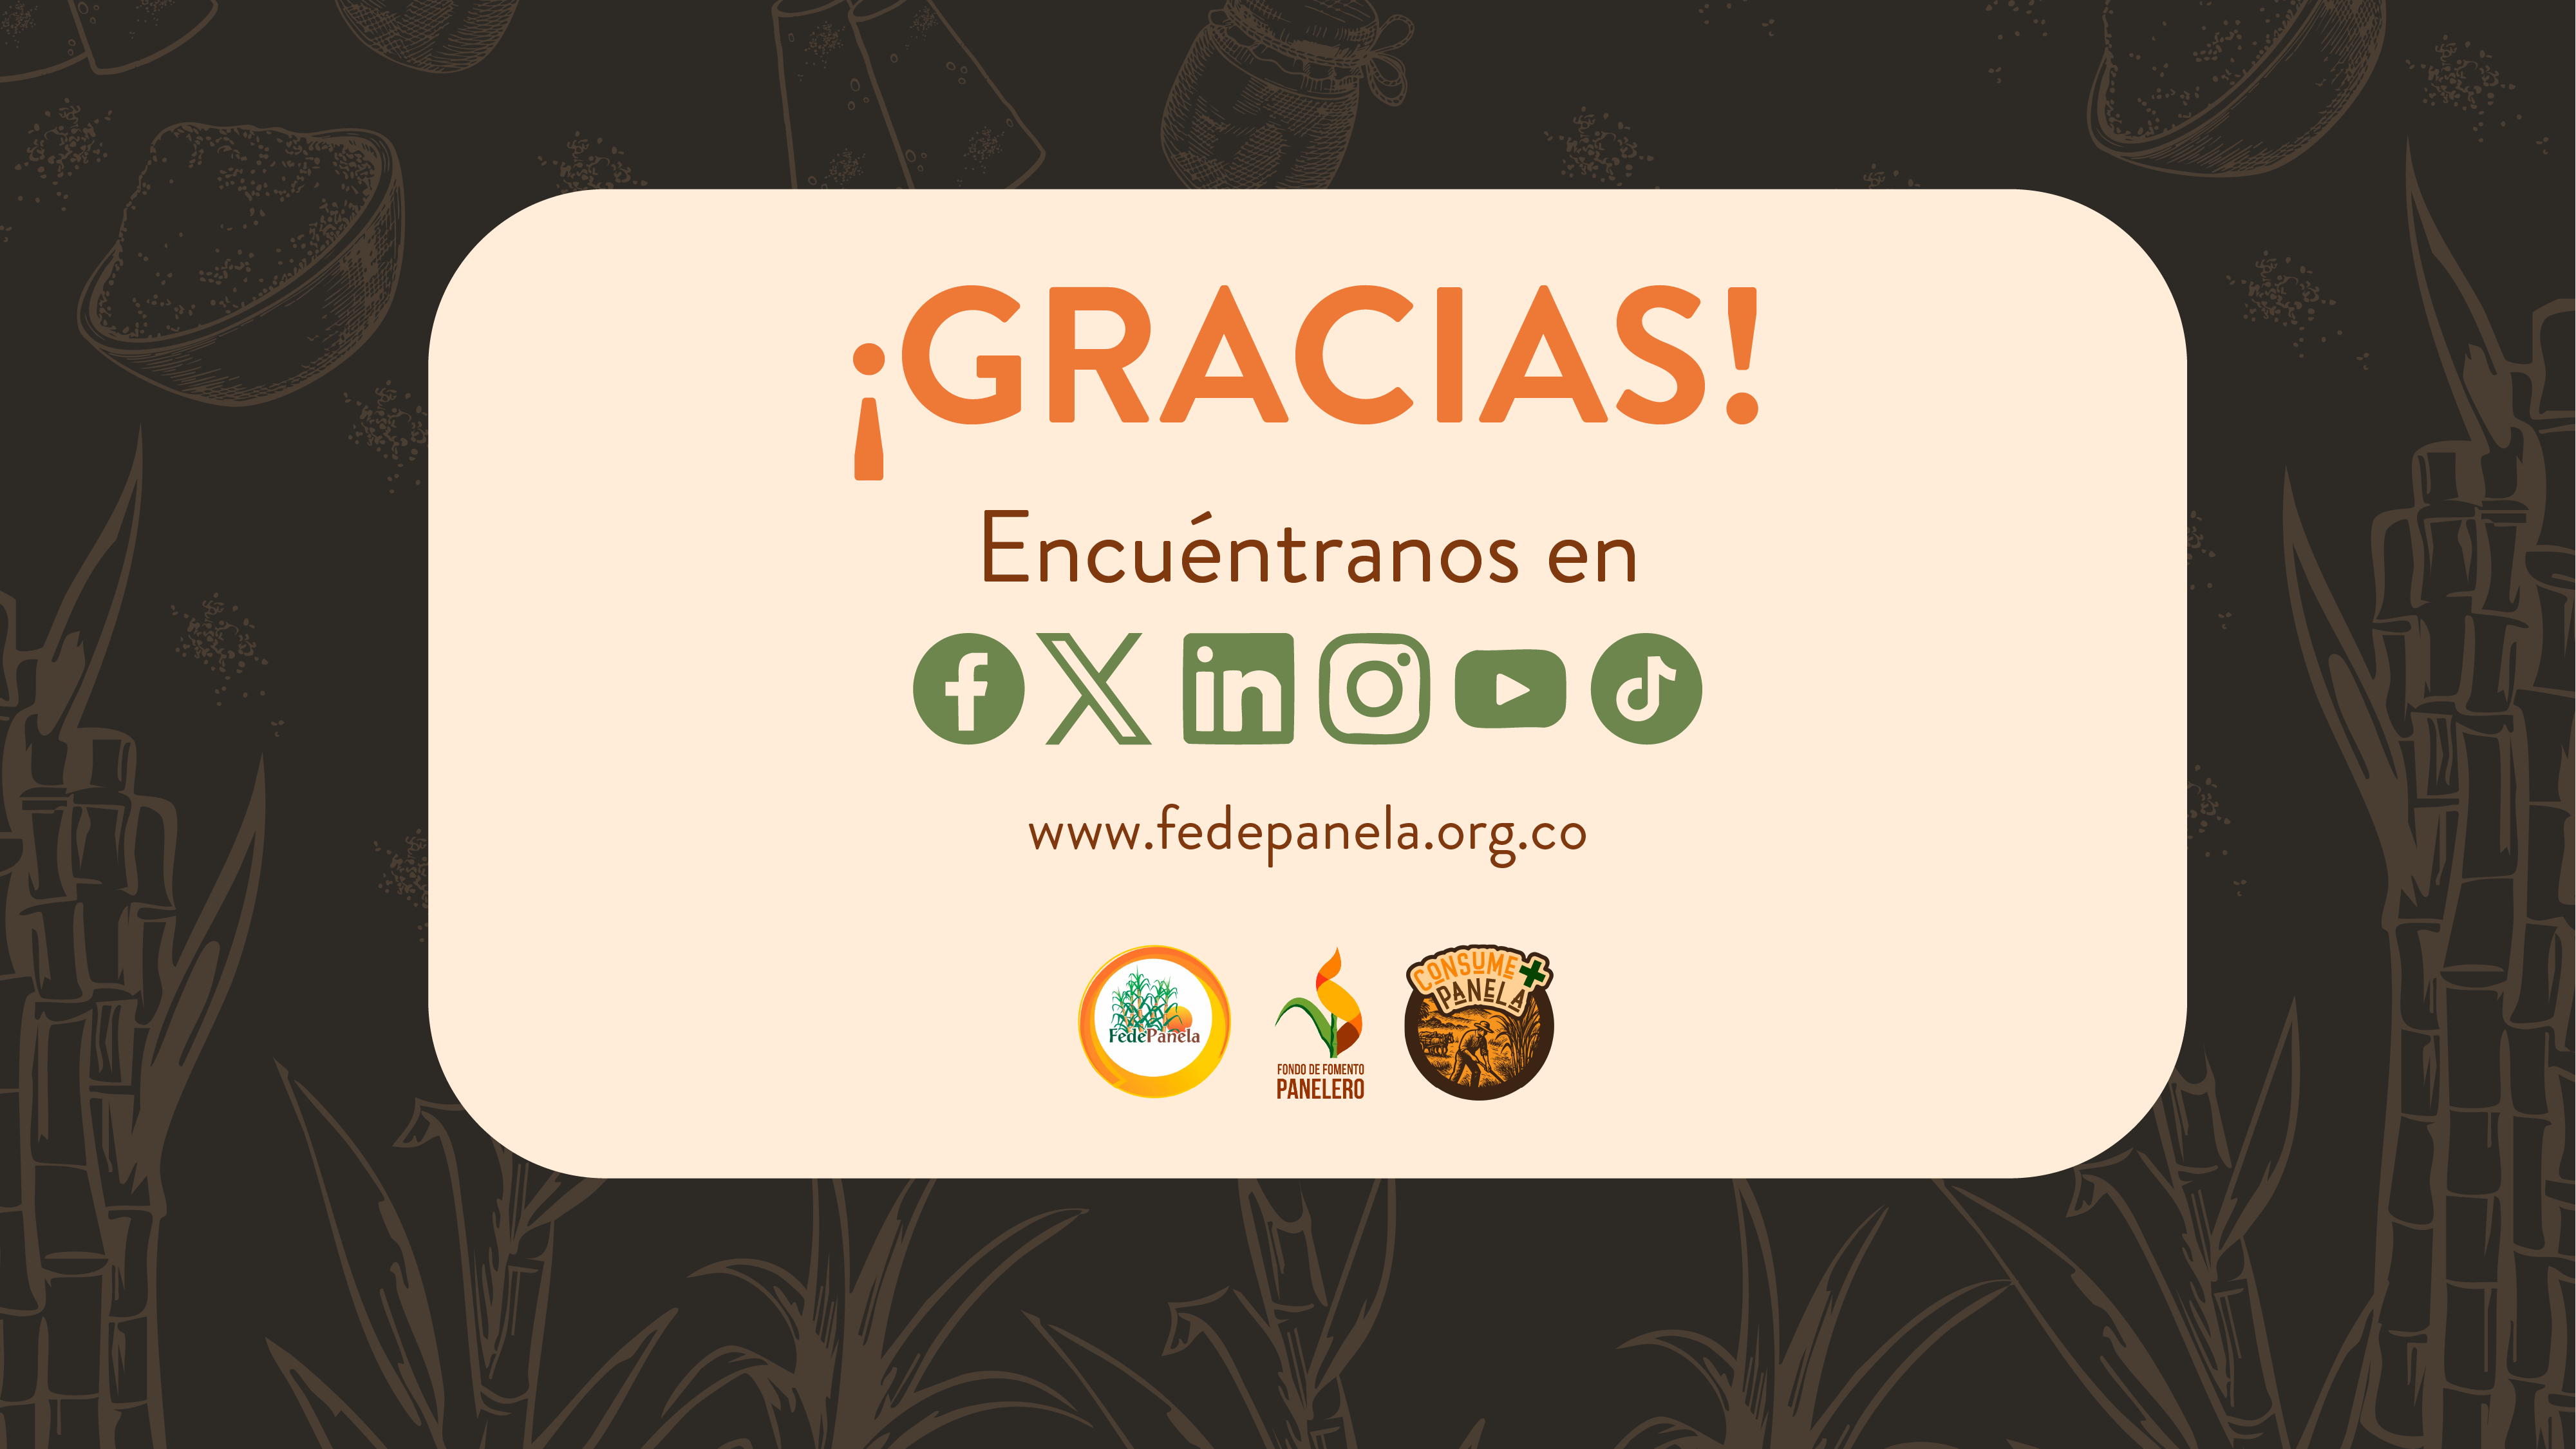 ¡GRACIAS!
Encuéntranos en
www.fedepanela.org.co
FedePanela
FONDO DE FOMENTO
PANELERO
CONSUME+
PANELA